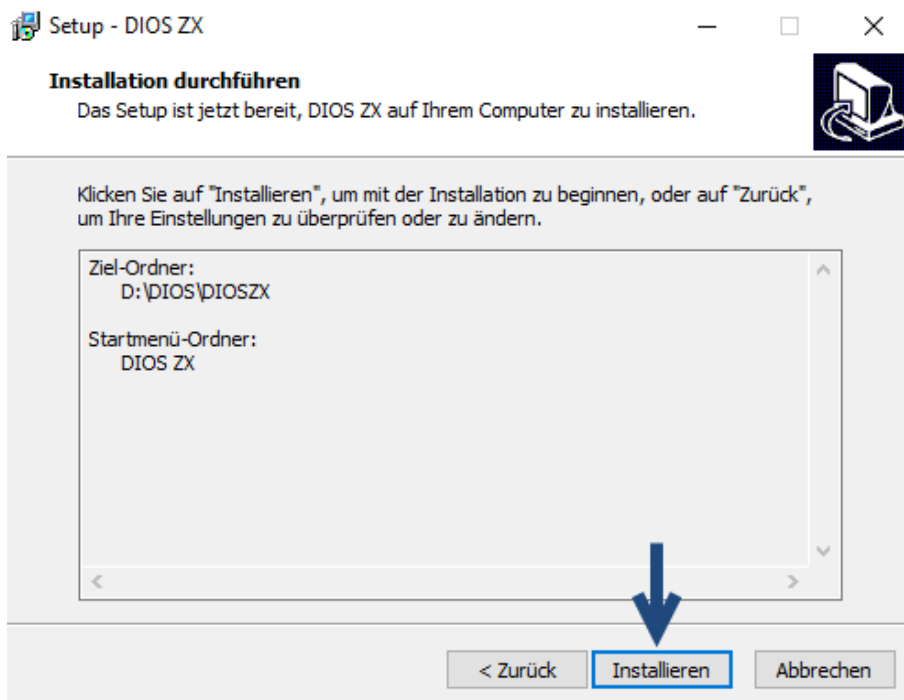 Setup - DIOS ZX
Installation durchführen
Das Setup ist jetzt bereit, DIOS ZX auf Ihrem Computer zu installieren.
Klicken Sie auf "Installieren", um mit der Installation zu beginnen, oder auf "Zurück",
um Ihre Einstellungen zu überprüfen oder zu ändern.
Ziel-Ordner:
D:\DIOS\DIOSZX
Startmenü-Ordner:
DIOS ZX
< Zurück
Installieren
Abbrechen